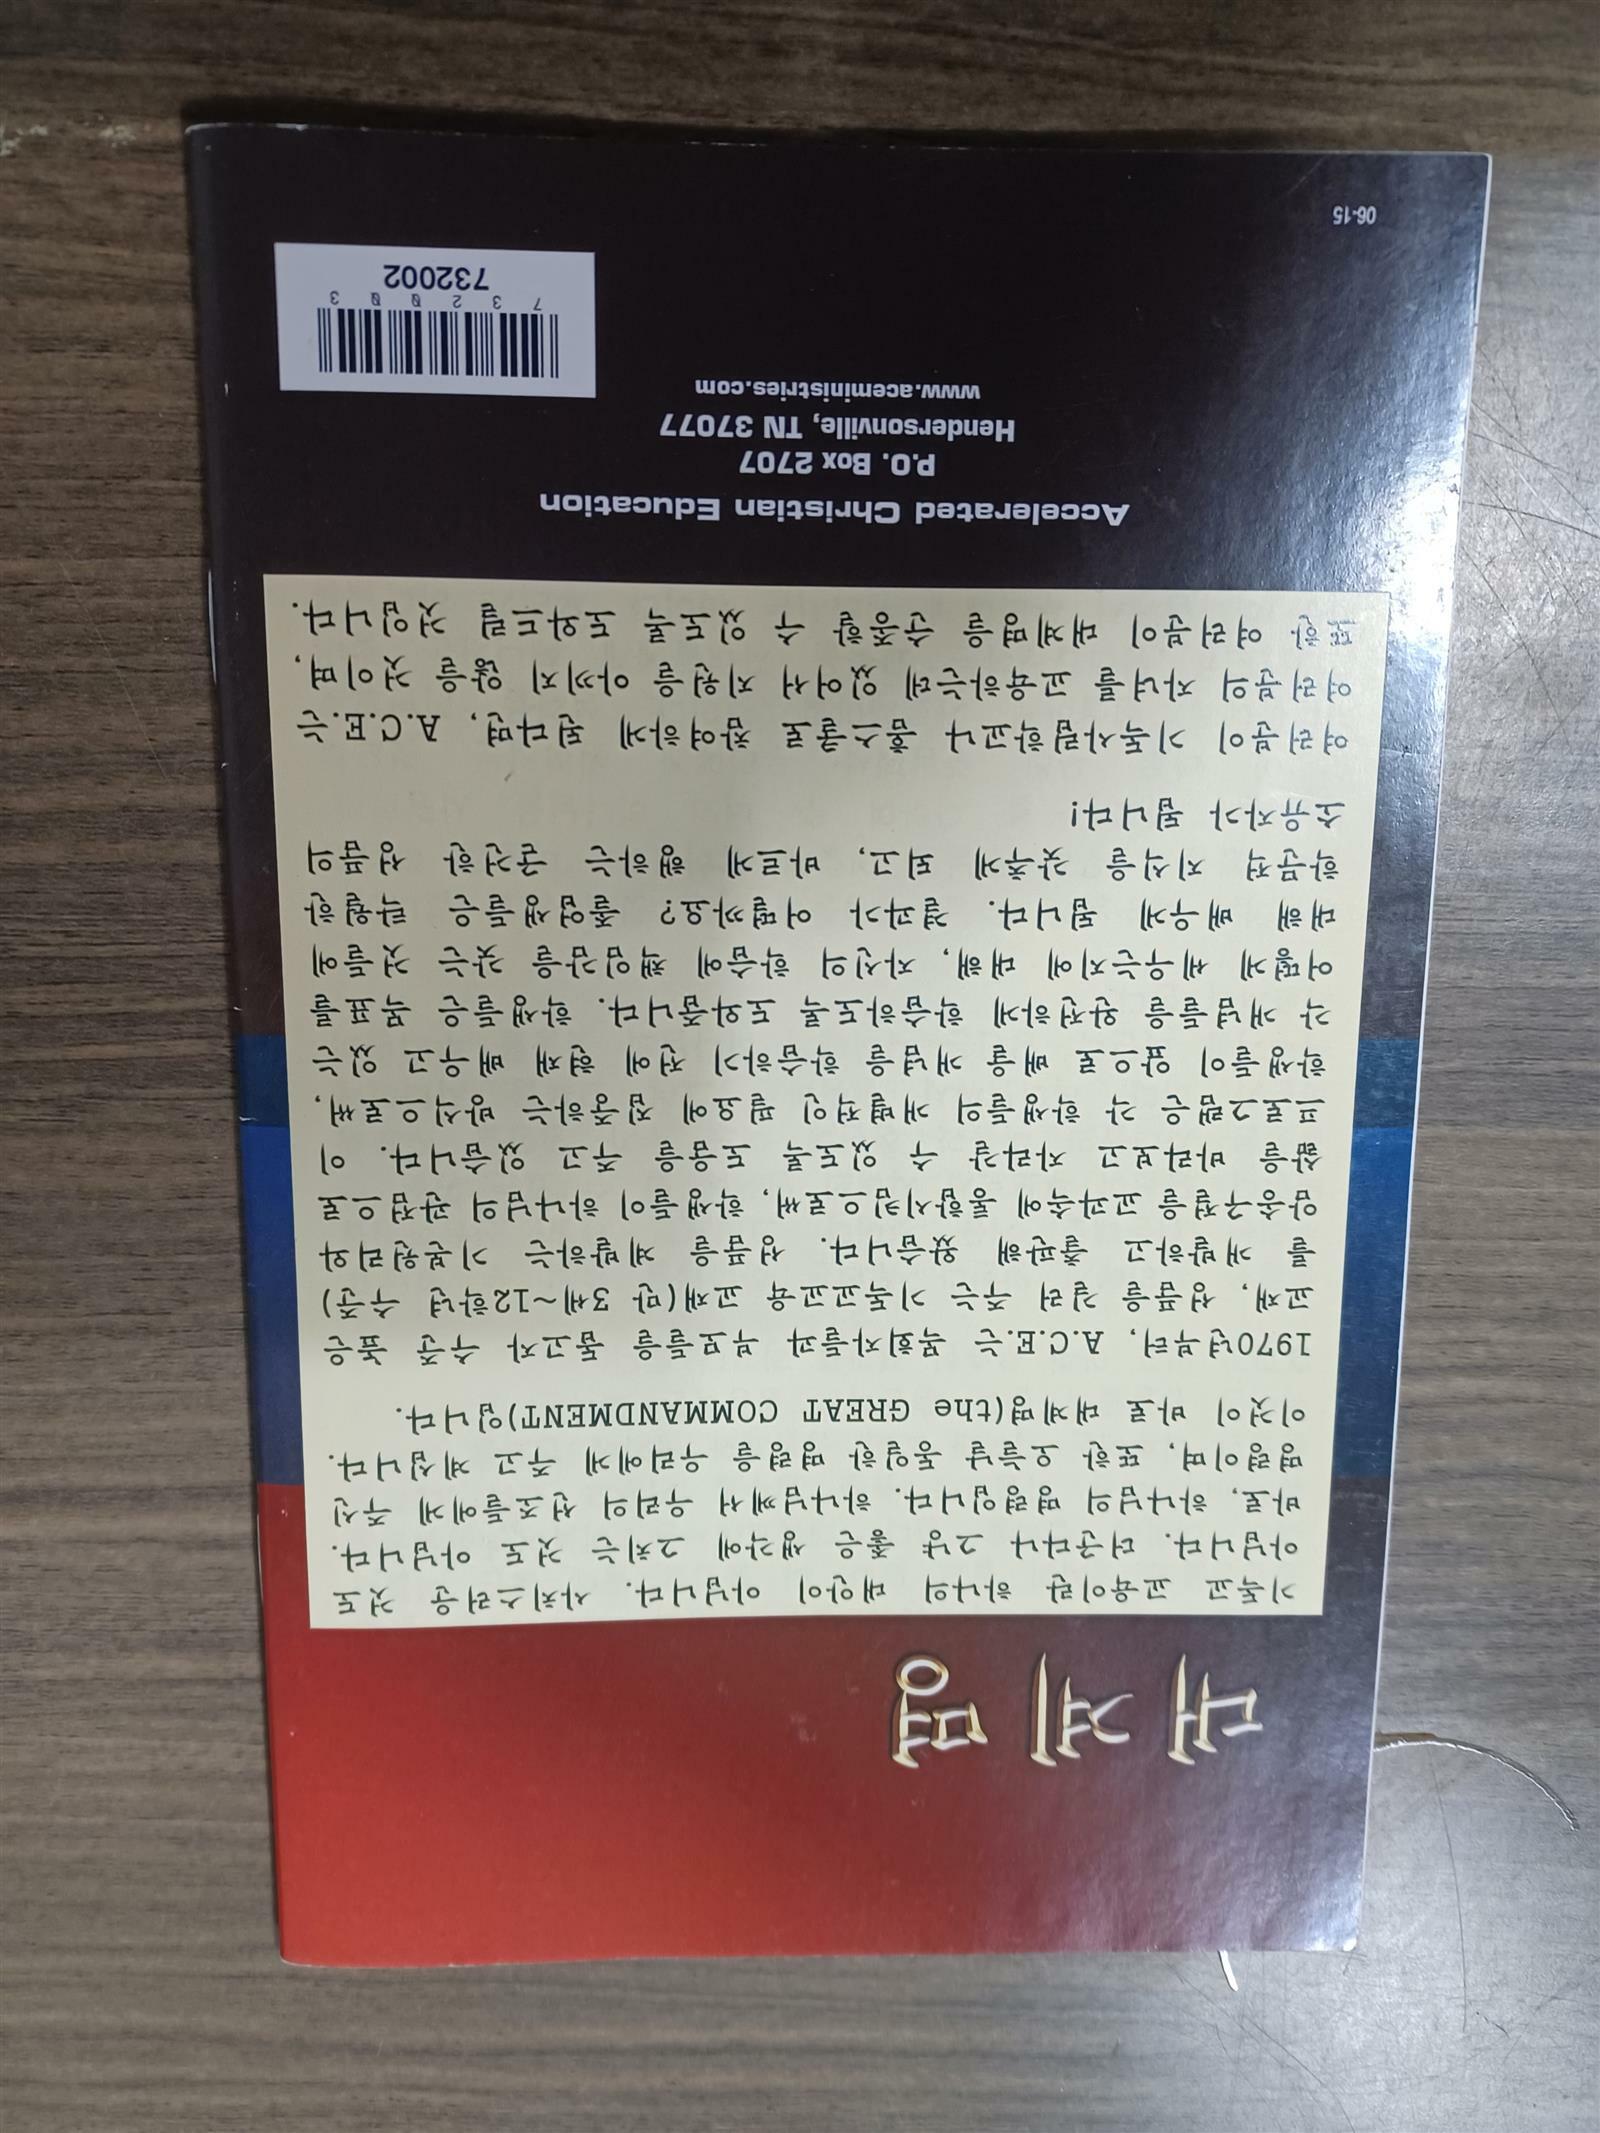 대계명
기독교 교육이란 하나의 대안이 아닙니다. 사치스러운 것도
아닙니다. 더군다나 그냥 좋은 생각에 그치는 것도 아닙니다.
바로, 하나님의 명령입니다. 하나님께서 우리의 선조들에게 주신
명령이며, 또한 오늘날 동일한 명령을 우리에게 주고 계십니다.
이것이 바로 대계명(the GREAT COMMANDMENT)입니다.
1970년부터, A.C.E.는 목회자들과 부모들을 돕고자 수준 높은
교재, 성품을 길러 주는 기독교교육 교재(만 3세~12학년 수준)
를 개발하고 출판해 왔습니다. 성품을 계발하는 기본원리와
암송구절을 교과속에 통합시킴으로써, 학생들이 하나님의 관점으로
삶을 바라보고 자라갈 수 있도록 도움을 주고 있습니다. 이
프로그램은 각 학생들의 개별적인 필요에 집중하는 방식으로써,
학생들이 앞으로 배울 개념을 학습하기 전에 현재 배우고 있는
각 개념들을 완전하게 학습하도록 도와줍니다. 학생들은 목표를
어떻게 세우는지에 대해, 자신의 학습에 책임감을 갖는 것들에
대해 배우게 됩니다. 결과가 어떨까요? 졸업생들은 탁월한
학문적 지식을 갖추게 되고, 바르게 행하는 굳건한 성품의
소유자가 됩니다!
여러분이 기독사립학교나 홈스쿨로 참여하게 된다면, A.C.E.는
여러분의 자녀를 교육하는데 있어서 지원을 아끼지 않을 것이며,
또한 여러분이 대계명을 순종할 수 있도록 도와드릴 것입니다.
Accelerated Christian Education
P.O. Box 2707
Hendersonville, TN 37077
www.aceministries.com
7 3 2 0 0 3
732002
06-15